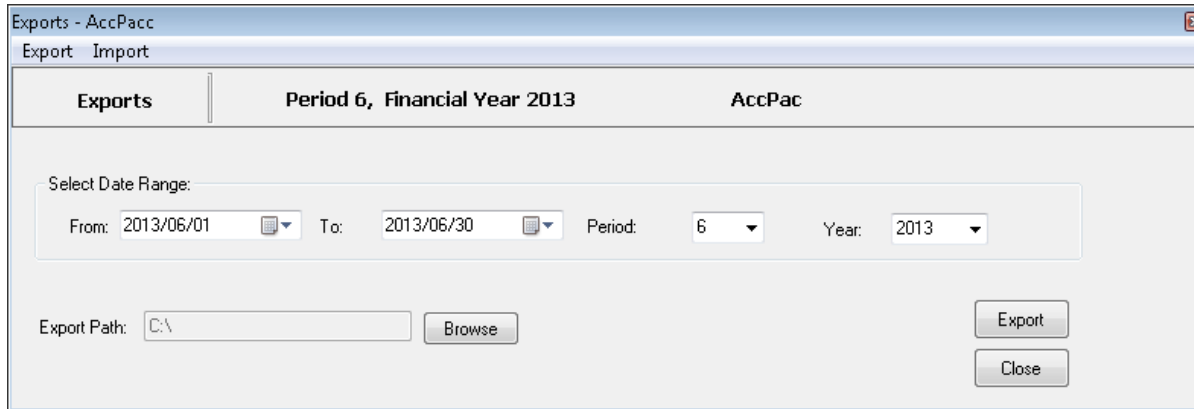 Exports - AccPacc
Export Import
Exports Period 6, Financial Year 2013 AccPac
Select Date Range:
From: 2013/06/01 To: 2013/06/30 Period: 6 Year: 2013
Export Path: C:\ Browse Export
Close